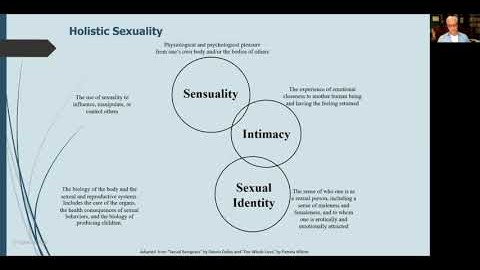 Holistic Sexuality
Physiological and psychological pleasure
from one's own body and/or the bodies of others
Sensuality
The use of sexuality to
influence, manipulate, or
control others
The experience of emotional
closeness to another human being
and having the feeling returned
Intimacy
Sexual
Identity
The biology of the body and the
sexual and reproductive systems.
Includes the care of the organs,
the health consequences of sexual
behaviors, and the biology of
producing children.
The sense of who one is as
a sexual person, including a
sense of maleness and
femaleness, and to whom
one is erotically and
emotionally attracted
Adapted from "Sexual Strangers" by Dennis Dailey and "Our Whole Lives" by Pamela Wilson